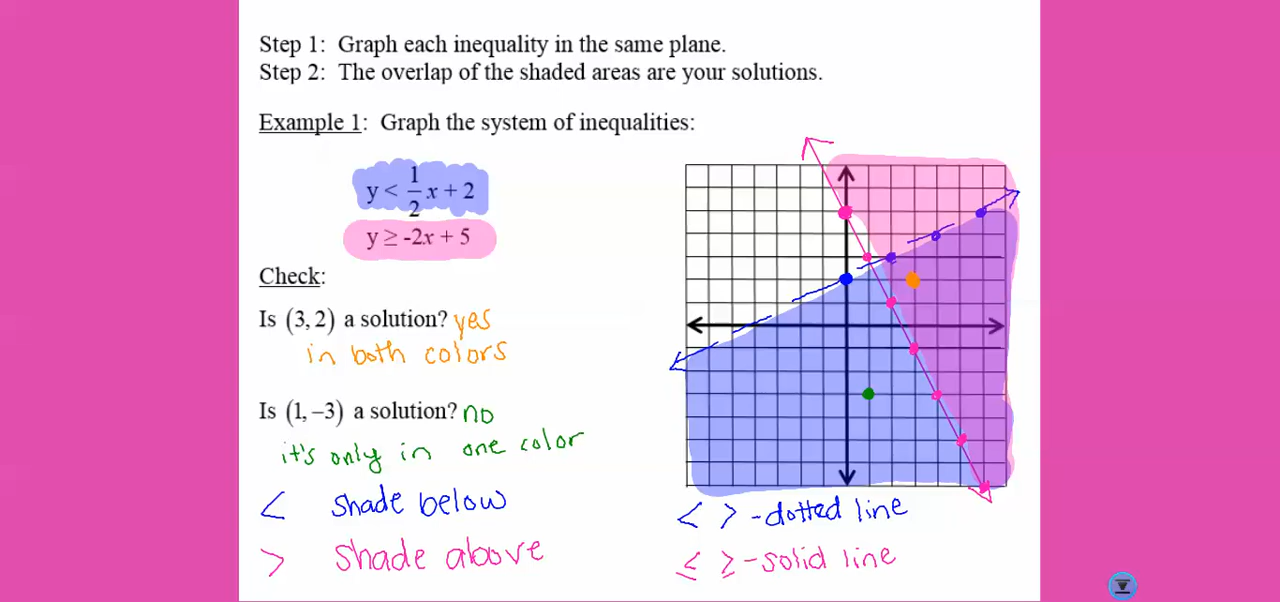 Step 1: Graph each inequality in the same plane.
Step 2: The overlap of the shaded areas are your solutions.
Example 1: Graph the system of inequalities:
y < 1/2 x + 2
y ≥ -2x + 5
Check:
Is (3, 2) a solution? yes
in both colors
Is (1, −3) a solution? no
it's only in one color
< shade below
> shade above
< > - dotted line
≤ ≥ - solid line